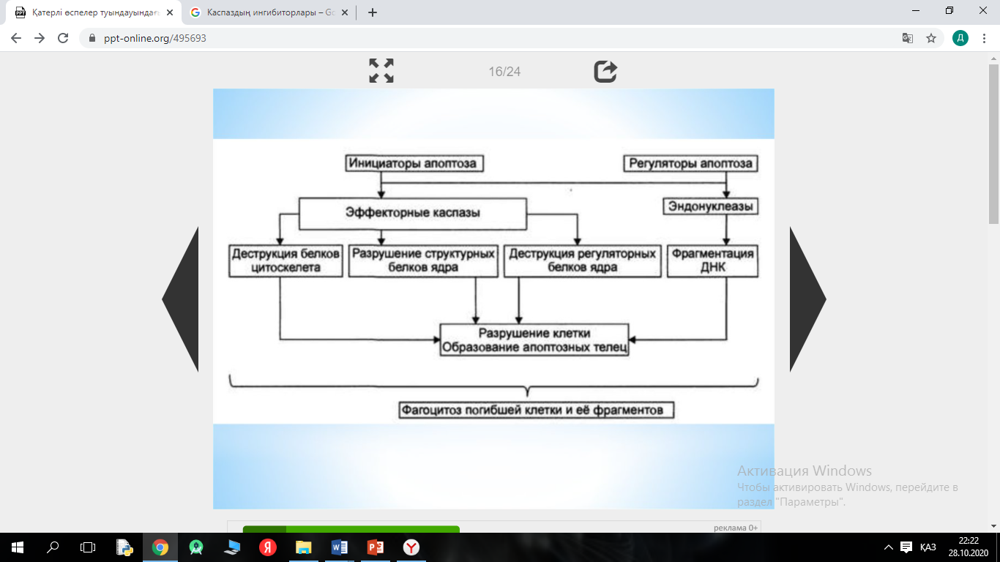 Қатерлі өспелер туындауындағ
Каспаздың ингибиторлары – Go
ppt-online.org/495693
Д
16/24
Инициаторы апоптоза
Регуляторы апоптоза
Эффекторные каспазы
Эндонуклеазы
Деструкция белков
цитоскелета
Разрушение структурных
белков ядра
Деструкция регуляторных
белков ядра
Фрагментация
ДНК
Разрушение клетки
Образование апоптозных телец
Фагоцитоз погибшей клетки и её фрагментов
Активация Windows
Чтобы активировать Windows, перейдите в
раздел "Параметры".
реклама 0+
ҚАЗ
22:22
28.10.2020